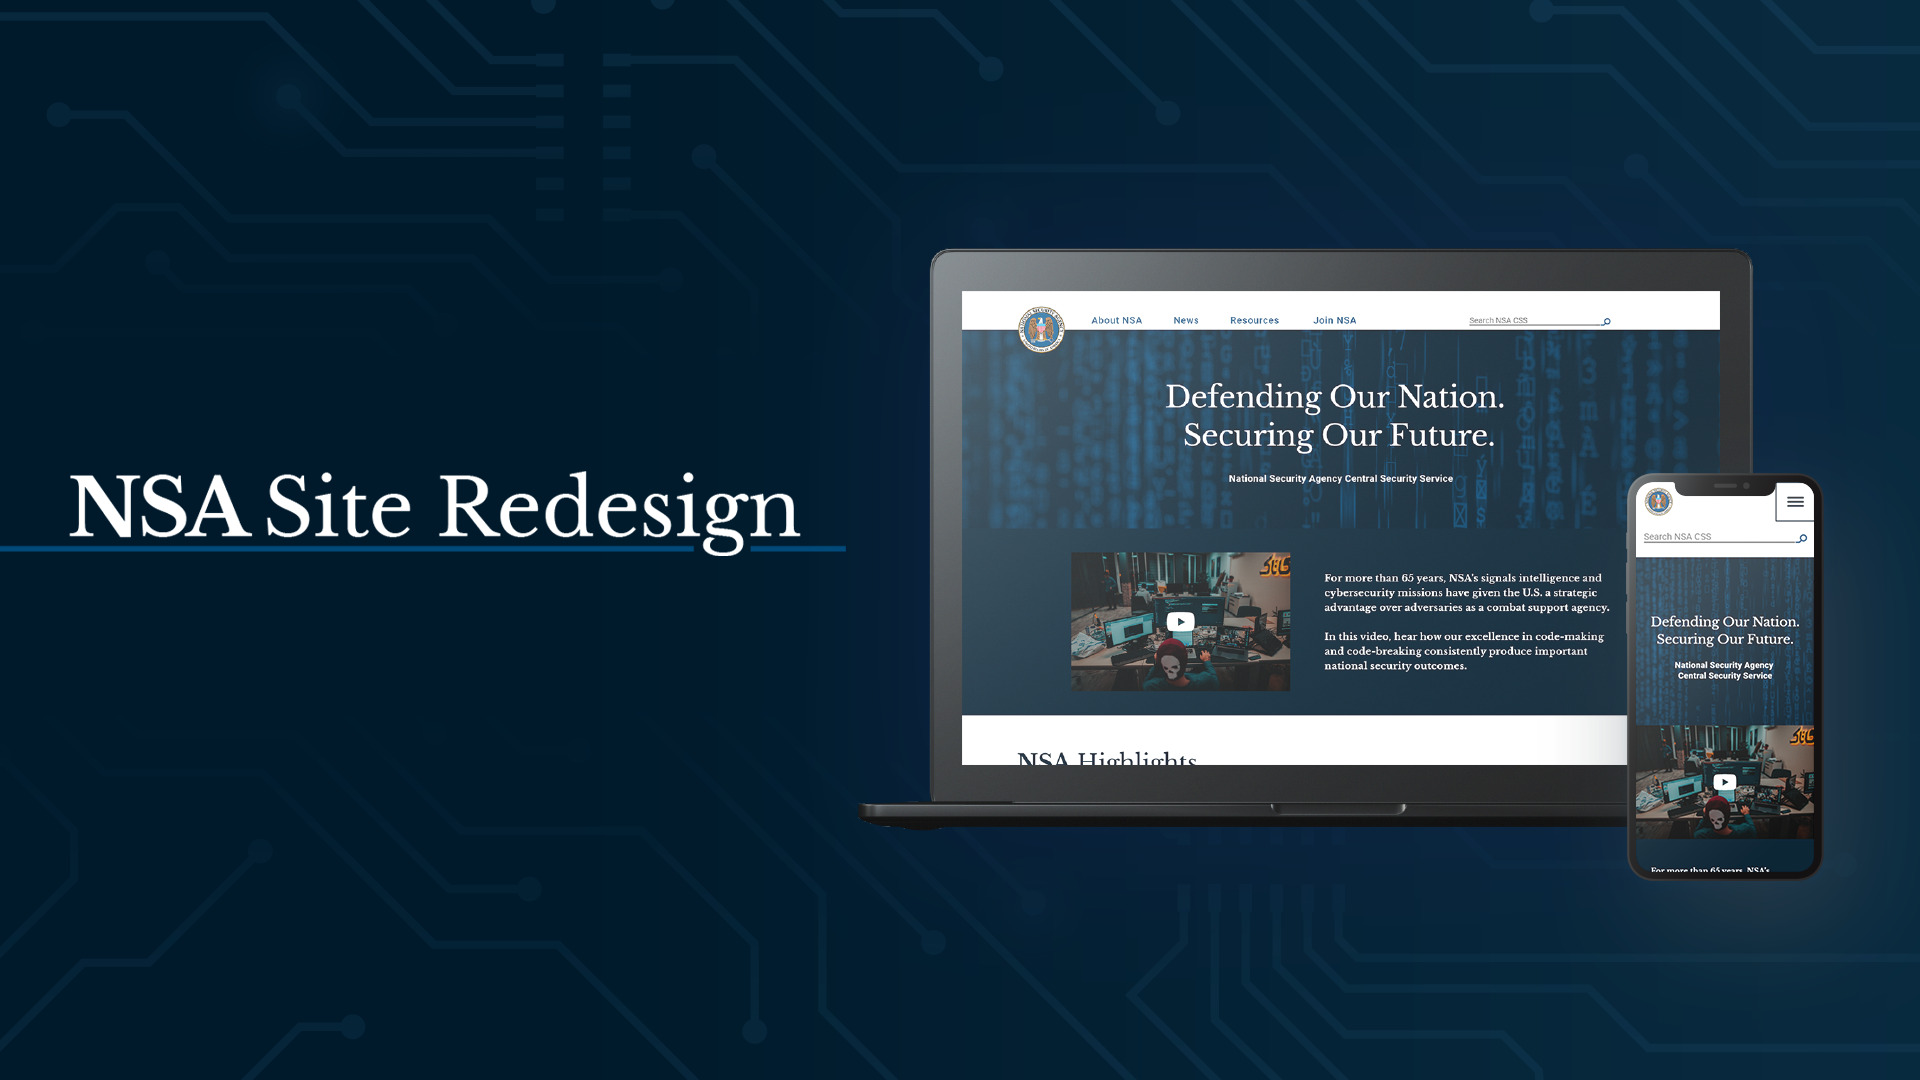 NSA Site Redesign
About NSA
News
Resources
Join NSA
Search NSA CSS
Defending Our Nation.
Securing Our Future.
National Security Agency Central Security Service
For more than 65 years, NSA's signals intelligence and
cybersecurity missions have given the U.S. a strategic
advantage over adversaries as a combat support agency.
In this video, hear how our excellence in code-making
and code-breaking consistently produce important
national security outcomes.
NSA Highlights
Search NSA CSS
Defending Our Nation.
Securing Our Future.
National Security Agency
Central Security Service
For more than 65 years, NSA's